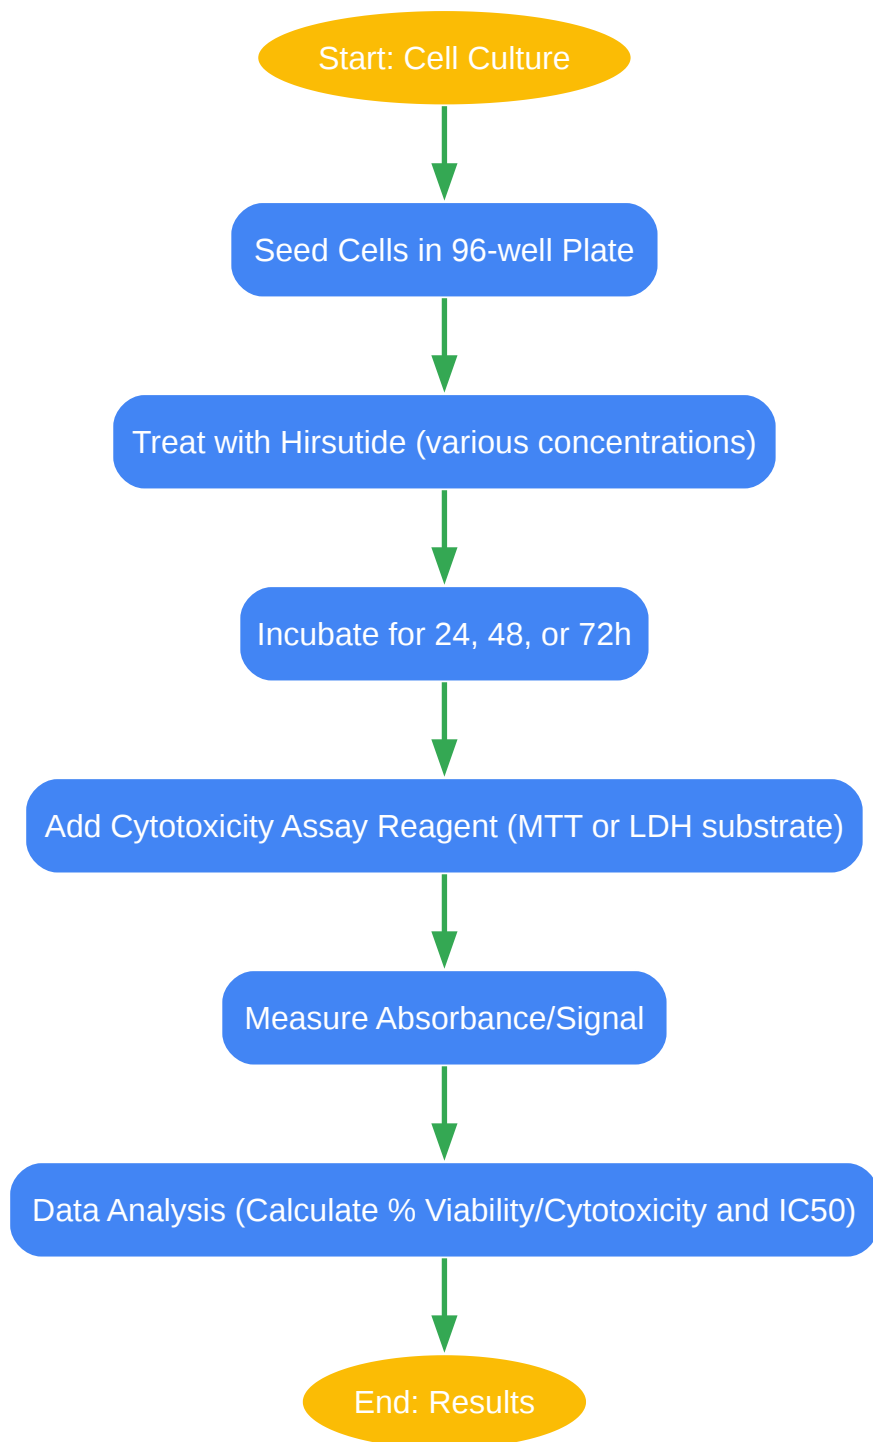 Start: Cell Culture
Seed Cells in 96-well Plate
Treat with Hirsutide (various concentrations)
Incubate for 24, 48, or 72h
Add Cytotoxicity Assay Reagent (MTT or LDH substrate)
Measure Absorbance/Signal
Data Analysis (Calculate % Viability/Cytotoxicity and IC50)
End: Results